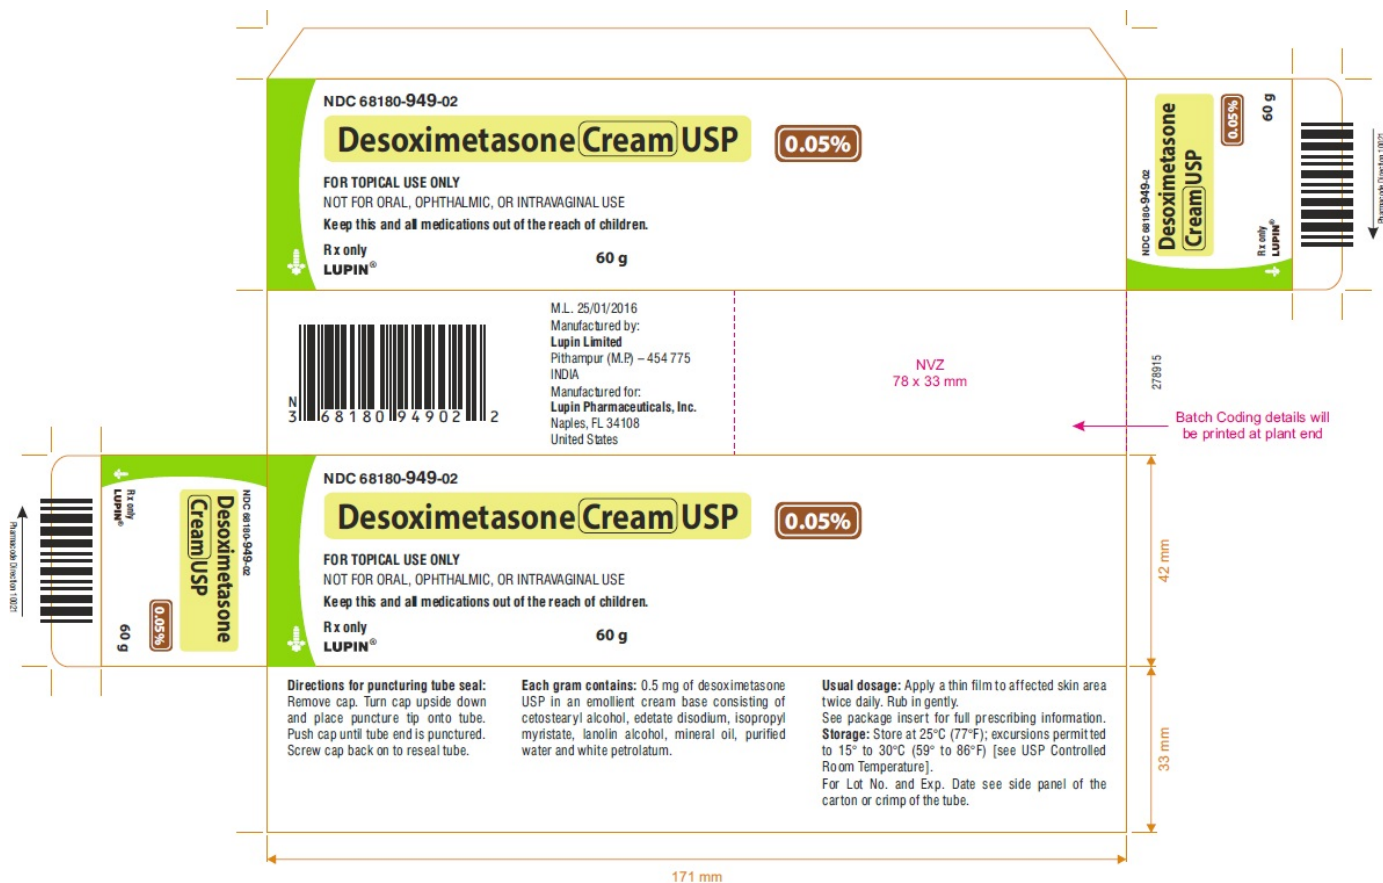 NDC 68180-949-02
Desoximetasone Cream USP
0.05%
FOR TOPICAL USE ONLY
NOT FOR ORAL, OPHTHALMIC, OR INTRAVAGINAL USE
Keep this and all medications out of the reach of children.
Rx only
LUPIN®
60 g
NDC 68180-949-02
Desoximetasone
Cream USP
0.05%
60 g
Rx only
LUPIN®
Pharmacode Direction 10021
N
3 68180 94902 2
M.L. 25/01/2016
Manufactured by:
Lupin Limited
Pithampur (M.P.) – 454 775
INDIA
Manufactured for:
Lupin Pharmaceuticals, Inc.
Naples, FL 34108
United States
NVZ
78 x 33 mm
278915
Batch Coding details will
be printed at plant end
NDC 68180-949-02
Desoximetasone
Cream USP
0.05%
60 g
Rx only
LUPIN®
Pharmacode Direction 10021
NDC 68180-949-02
Desoximetasone Cream USP
0.05%
FOR TOPICAL USE ONLY
NOT FOR ORAL, OPHTHALMIC, OR INTRAVAGINAL USE
Keep this and all medications out of the reach of children.
Rx only
LUPIN®
60 g
42 mm
Directions for puncturing tube seal:
Remove cap. Turn cap upside down
and place puncture tip onto tube.
Push cap until tube end is punctured.
Screw cap back on to reseal tube.
Each gram contains: 0.5 mg of desoximetasone
USP in an emollient cream base consisting of
cetostearyl alcohol, edetate disodium, isopropyl
myristate, lanolin alcohol, mineral oil, purified
water and white petrolatum.
Usual dosage: Apply a thin film to affected skin area
twice daily. Rub in gently.
See package insert for full prescribing information.
Storage: Store at 25°C (77°F); excursions permitted
to 15° to 30°C (59° to 86°F) [see USP Controlled
Room Temperature].
For Lot No. and Exp. Date see side panel of the
carton or crimp of the tube.
33 mm
171 mm